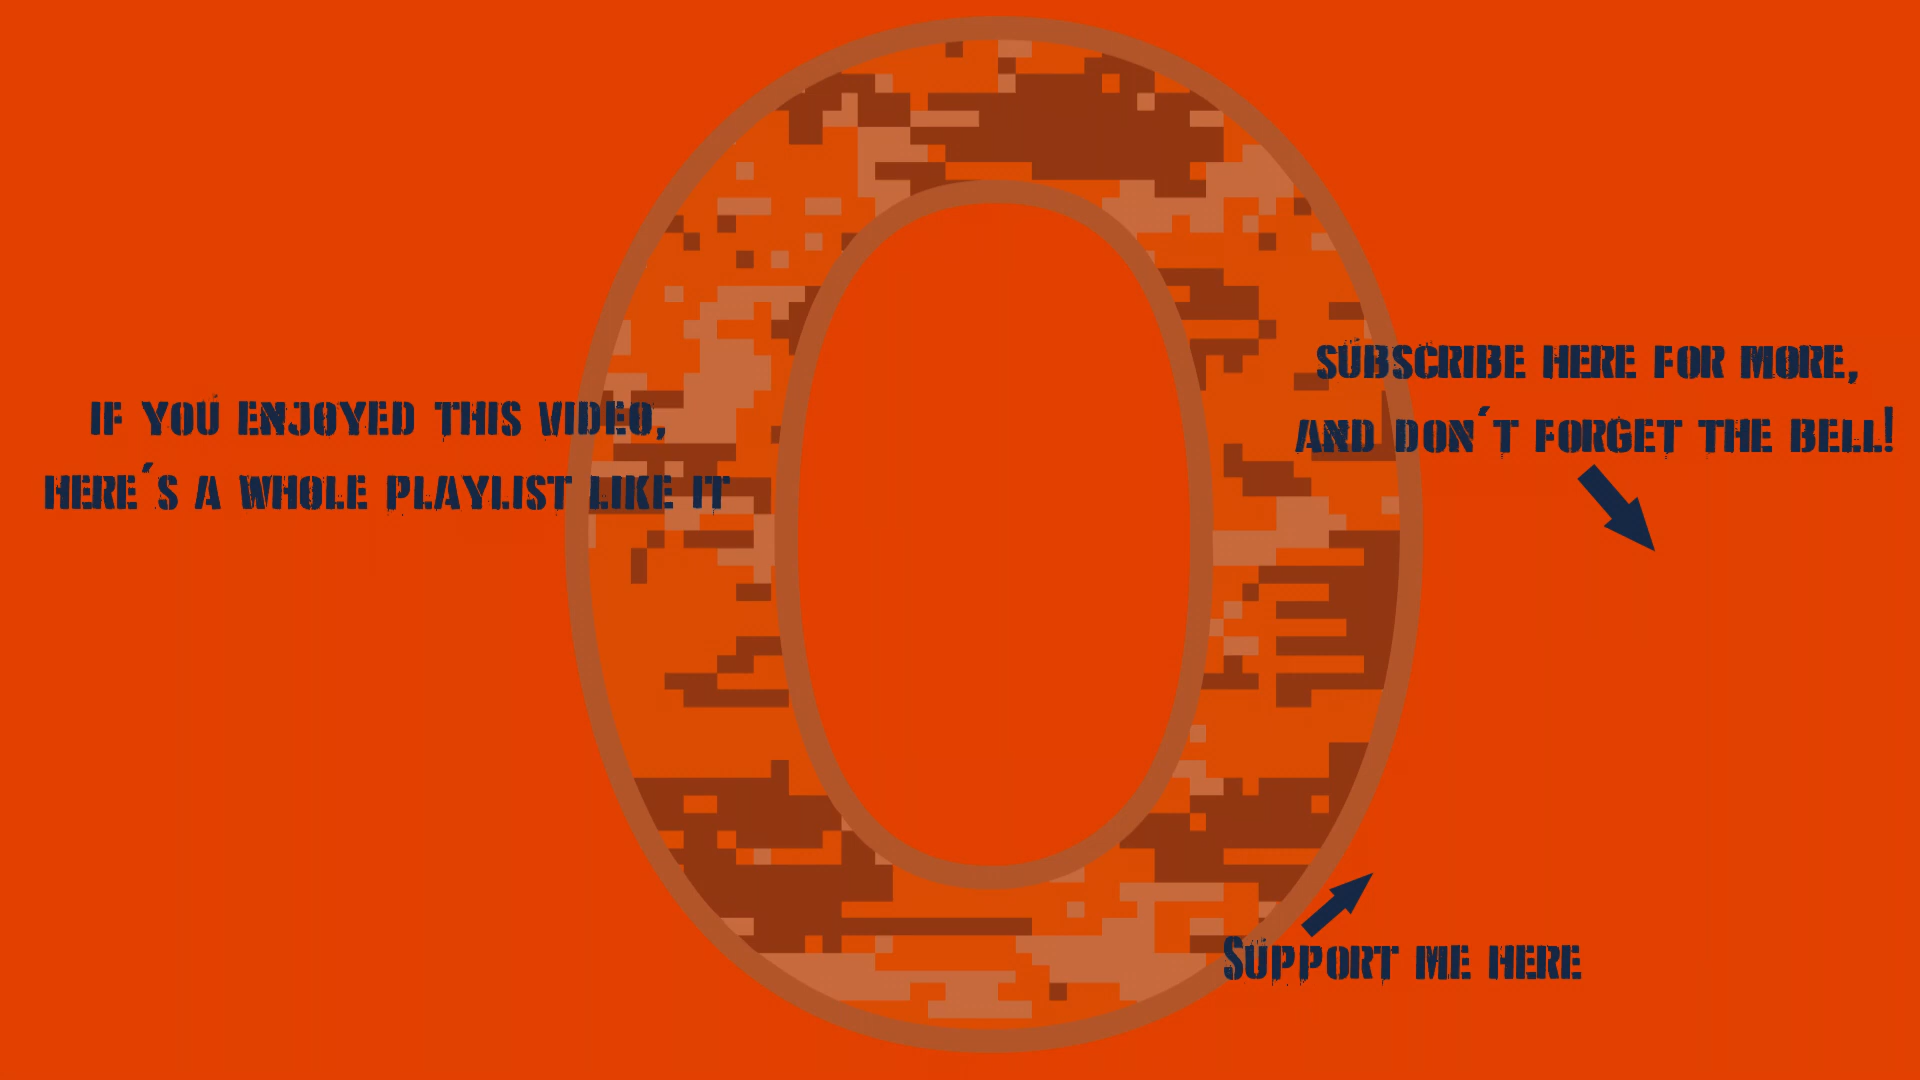 IF YOU ENJOYED THIS VIDEO,
HERE´S A WHOLE PLAYLIST LIKE IT
SUBSCRIBE HERE FOR MORE,
AND DON´T FORGET THE BELL!
SUPPORT ME HERE
O